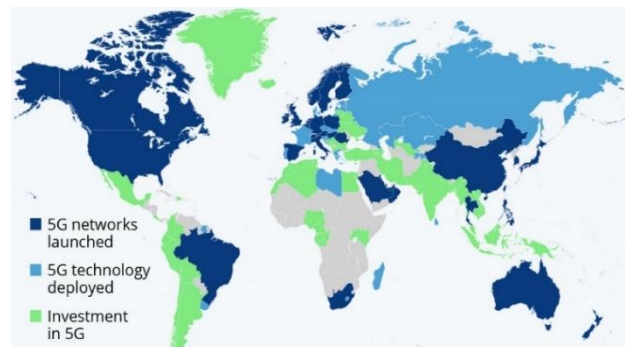 5G networks
launched
5G technology
deployed
Investment
in 5G